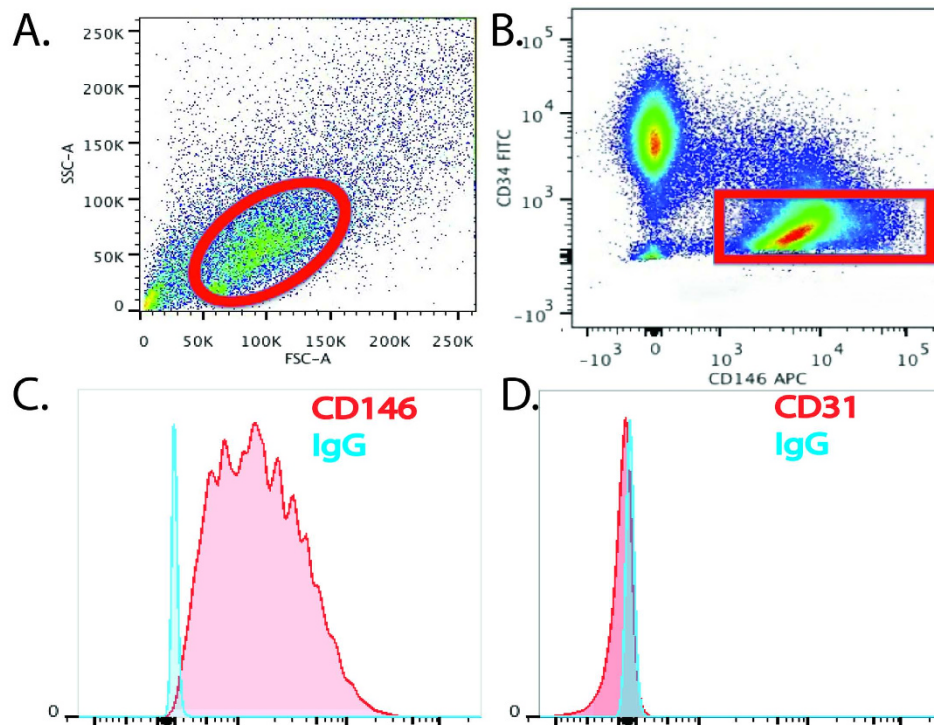 A.
250K
200K
150K
100K
50K
0
SSC-A
0 50K 100K 150K 200K 250K
FSC-A
B.
10^5
10^4
10^3
-10^3
CD34 FITC
-10^3 0 10^3 10^4 10^5
CD146 APC
C.
CD146
IgG
0
D.
CD31
IgG
0